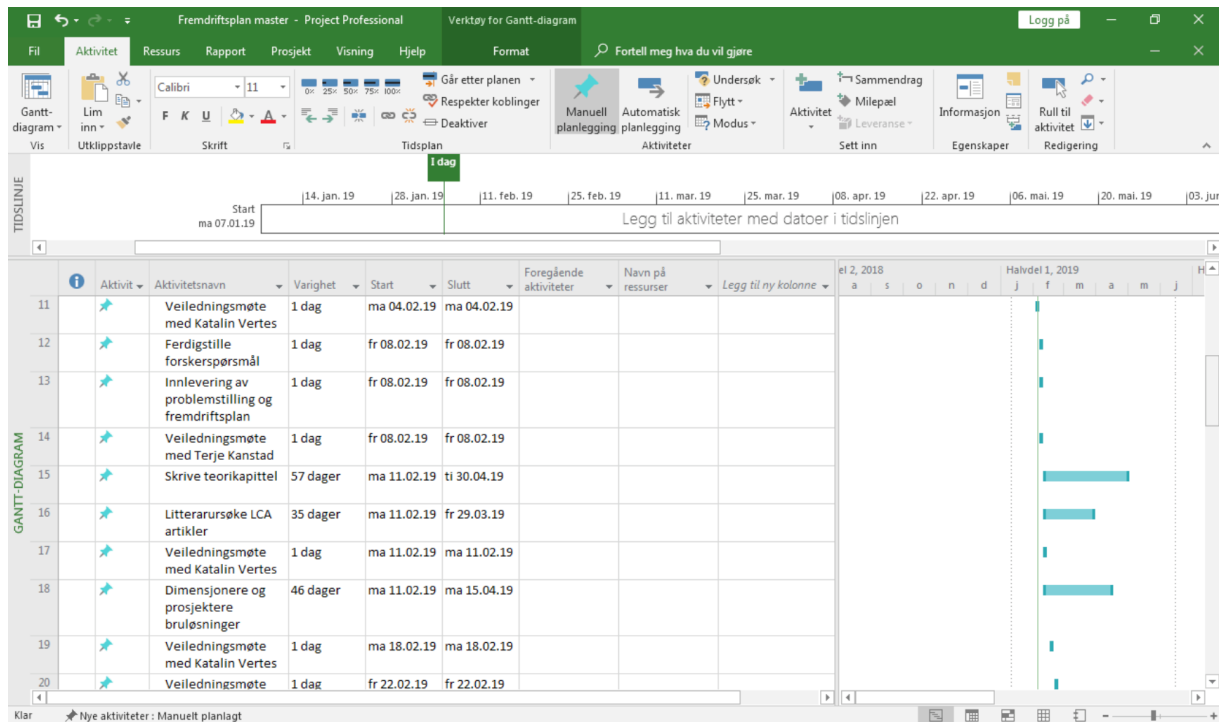 Fremdriftsplan master - Project Professional
Verktøy for Gantt-diagram
Logg på
Fil Aktivitet Ressurs Rapport Prosjekt Visning Hjelp Format Fortell meg hva du vil gjøre
Gantt-diagram
Vis
Lim inn
Utklippstavle
Calibri 11
F K U A
Skrift
0× 25× 50× 75× 100×
Går etter planen
Respekter koblinger
Deaktiver
Tidsplan
Manuell planlegging
Automatisk planlegging
Undersøk
Flytt
Modus
Aktiviteter
Aktivitet
Sammendrag
Milepæl
Leveranse
Sett inn
Informasjon
Egenskaper
Rull til aktivitet
Redigering
I dag
TIDSLINJE
14. jan. 19 28. jan. 19 11. feb. 19 25. feb. 19 11. mar. 19 25. mar. 19 08. apr. 19 22. apr. 19 06. mai. 19 20. mai. 19 03. jur
Start
ma 07.01.19
Legg til aktiviteter med datoer i tidslinjen
GANTT-DIAGRAM
Aktivit Aktivitetsnavn Varighet Start Slutt Foregående aktiviteter Navn på ressurser Legg til ny kolonne
el 2, 2018 Halvdel 1, 2019 H
a s o n d j f m a m j
11 Veiledningsmøte 1 dag ma 04.02.19 ma 04.02.19
med Katalin Vertes
12 Ferdigstille 1 dag fr 08.02.19 fr 08.02.19
forskerspørsmål
13 Innlevering av 1 dag fr 08.02.19 fr 08.02.19
problemstilling og
fremdriftsplan
14 Veiledningsmøte 1 dag fr 08.02.19 fr 08.02.19
med Terje Kanstad
15 Skrive teorikapittel 57 dager ma 11.02.19 ti 30.04.19
16 Litterarursøke LCA 35 dager ma 11.02.19 fr 29.03.19
artikler
17 Veiledningsmøte 1 dag ma 11.02.19 ma 11.02.19
med Katalin Vertes
18 Dimensjonere og 46 dager ma 11.02.19 ma 15.04.19
prosjektere
bruløsninger
19 Veiledningsmøte 1 dag ma 18.02.19 ma 18.02.19
med Katalin Vertes
20 Veiledningsmøte 1 dag fr 22.02.19 fr 22.02.19
Klar Nye aktiviteter : Manuelt planlagt